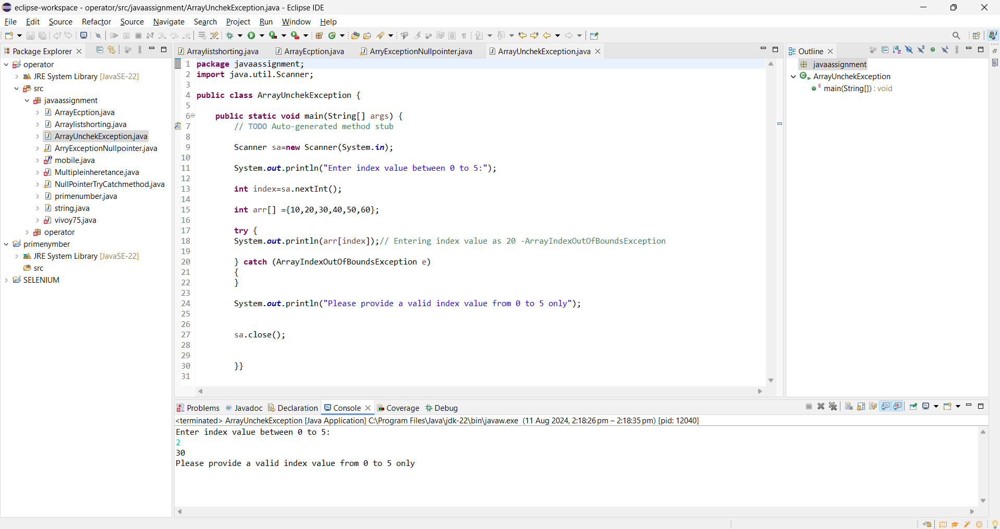 eclipse-workspace - operator/src/javaassignment/ArrayUnchekException.java - Eclipse IDE
File Edit Source Refactor Source Navigate Search Project Run Window Help
Package Explorer
operator
JRE System Library [JavaSE-22]
src
javaassignment
ArrayEcption.java
Arraylistshorting.java
ArrayUnchekException.java
ArryExceptionNullpointer.java
mobile.java
Multipleinheretance.java
NullPointerTryCatchmethod.java
primenumber.java
string.java
vivoy75.java
operator
primenymber
JRE System Library [JavaSE-22]
src
SELENIUM
Arraylistshorting.java ArrayEcption.java ArryExceptionNullpointer.java ArrayUnchekException.java
1 package javaassignment;
2 import java.util.Scanner;
3
4 public class ArrayUnchekException {
5
6 public static void main(String[] args) {
7 // TODO Auto-generated method stub
8
9 Scanner sa=new Scanner(System.in);
10
11 System.out.println("Enter index value between 0 to 5:");
12
13 int index=sa.nextInt();
14
15 int arr[] ={10,20,30,40,50,60};
16
17 try {
18 System.out.println(arr[index]);// Entering index value as 20 -ArrayIndexOutOfBoundsException
19
20 } catch (ArrayIndexOutOfBoundsException e)
21 {
22 }
23
24 System.out.println("Please provide a valid index value from 0 to 5 only");
25
26
27 sa.close();
28
29
30 }}
31
Outline
javaassignment
ArrayUnchekException
main(String[]) : void
Problems Javadoc Declaration Console Coverage Debug
<terminated> ArrayUnchekException [Java Application] C:\Program Files\Java\jdk-22\bin\javaw.exe (11 Aug 2024, 2:18:26 pm – 2:18:35 pm) [pid: 12040]
Enter index value between 0 to 5:
2
30
Please provide a valid index value from 0 to 5 only